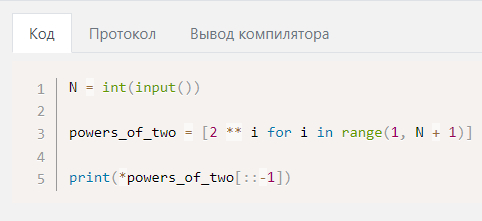 Код Протокол Вывод компилятора
1 N = int(input())
2
3 powers_of_two = [2 ** i for i in range(1, N + 1)]
4
5 print(*powers_of_two[::-1])